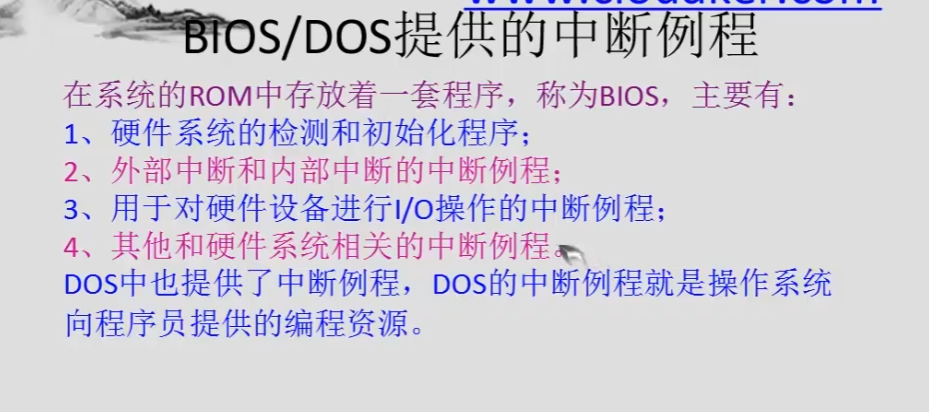 BIOS/DOS提供的中断例程
在系统的ROM中存放着一套程序，称为BIOS，主要有：
1、硬件系统的检测和初始化程序；
2、外部中断和内部中断的中断例程；
3、用于对硬件设备进行I/O操作的中断例程；
4、其他和硬件系统相关的中断例程。
DOS中也提供了中断例程，DOS的中断例程就是操作系统
向程序员提供的编程资源。